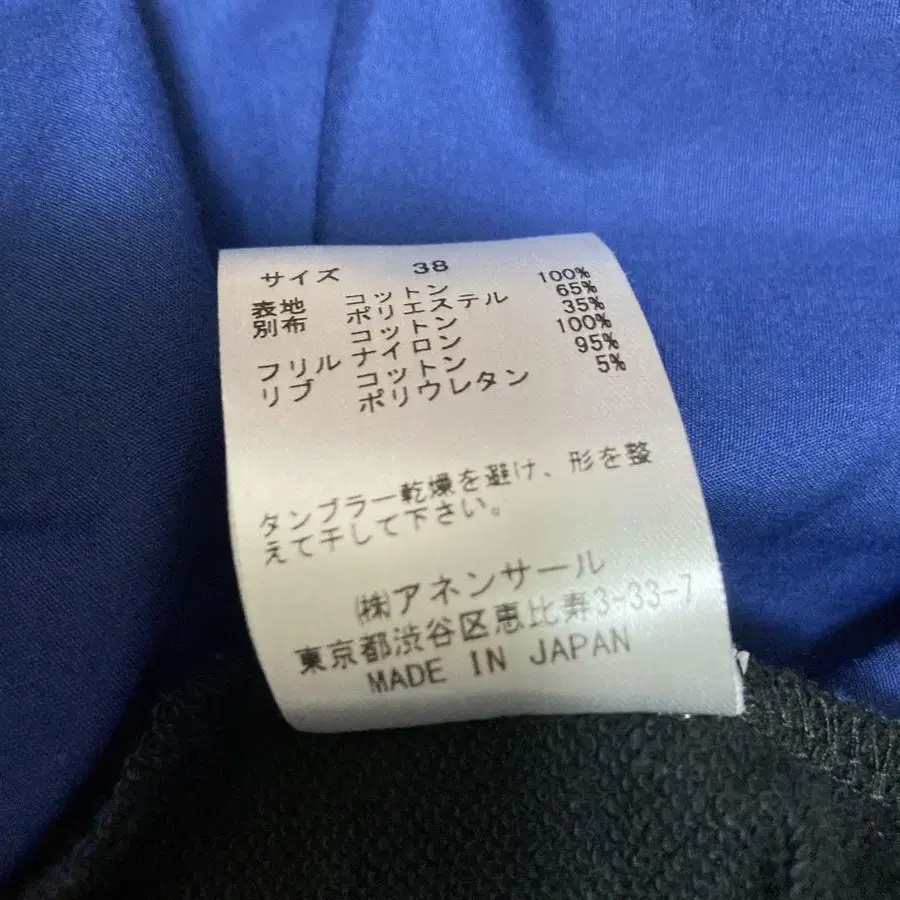 サイズ 38
表地 コットン 100%
別布 ポリエステル 65%
コットン 35%
フリル ナイロン 100%
リブ コットン 95%
ポリウレタン 5%
タンブラー乾燥を避け、形を整
えて干して下さい。
㈱アネンサール
東京都渋谷区恵比寿3-33-7
MADE IN JAPAN